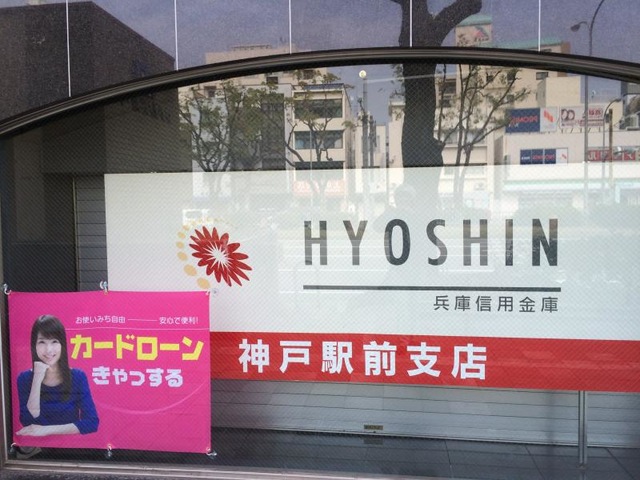 HYOSHIN
兵庫信用金庫
神戸駅前支店
お使いみち自由 ——— 安心で便利!
カードローン
きゃっする